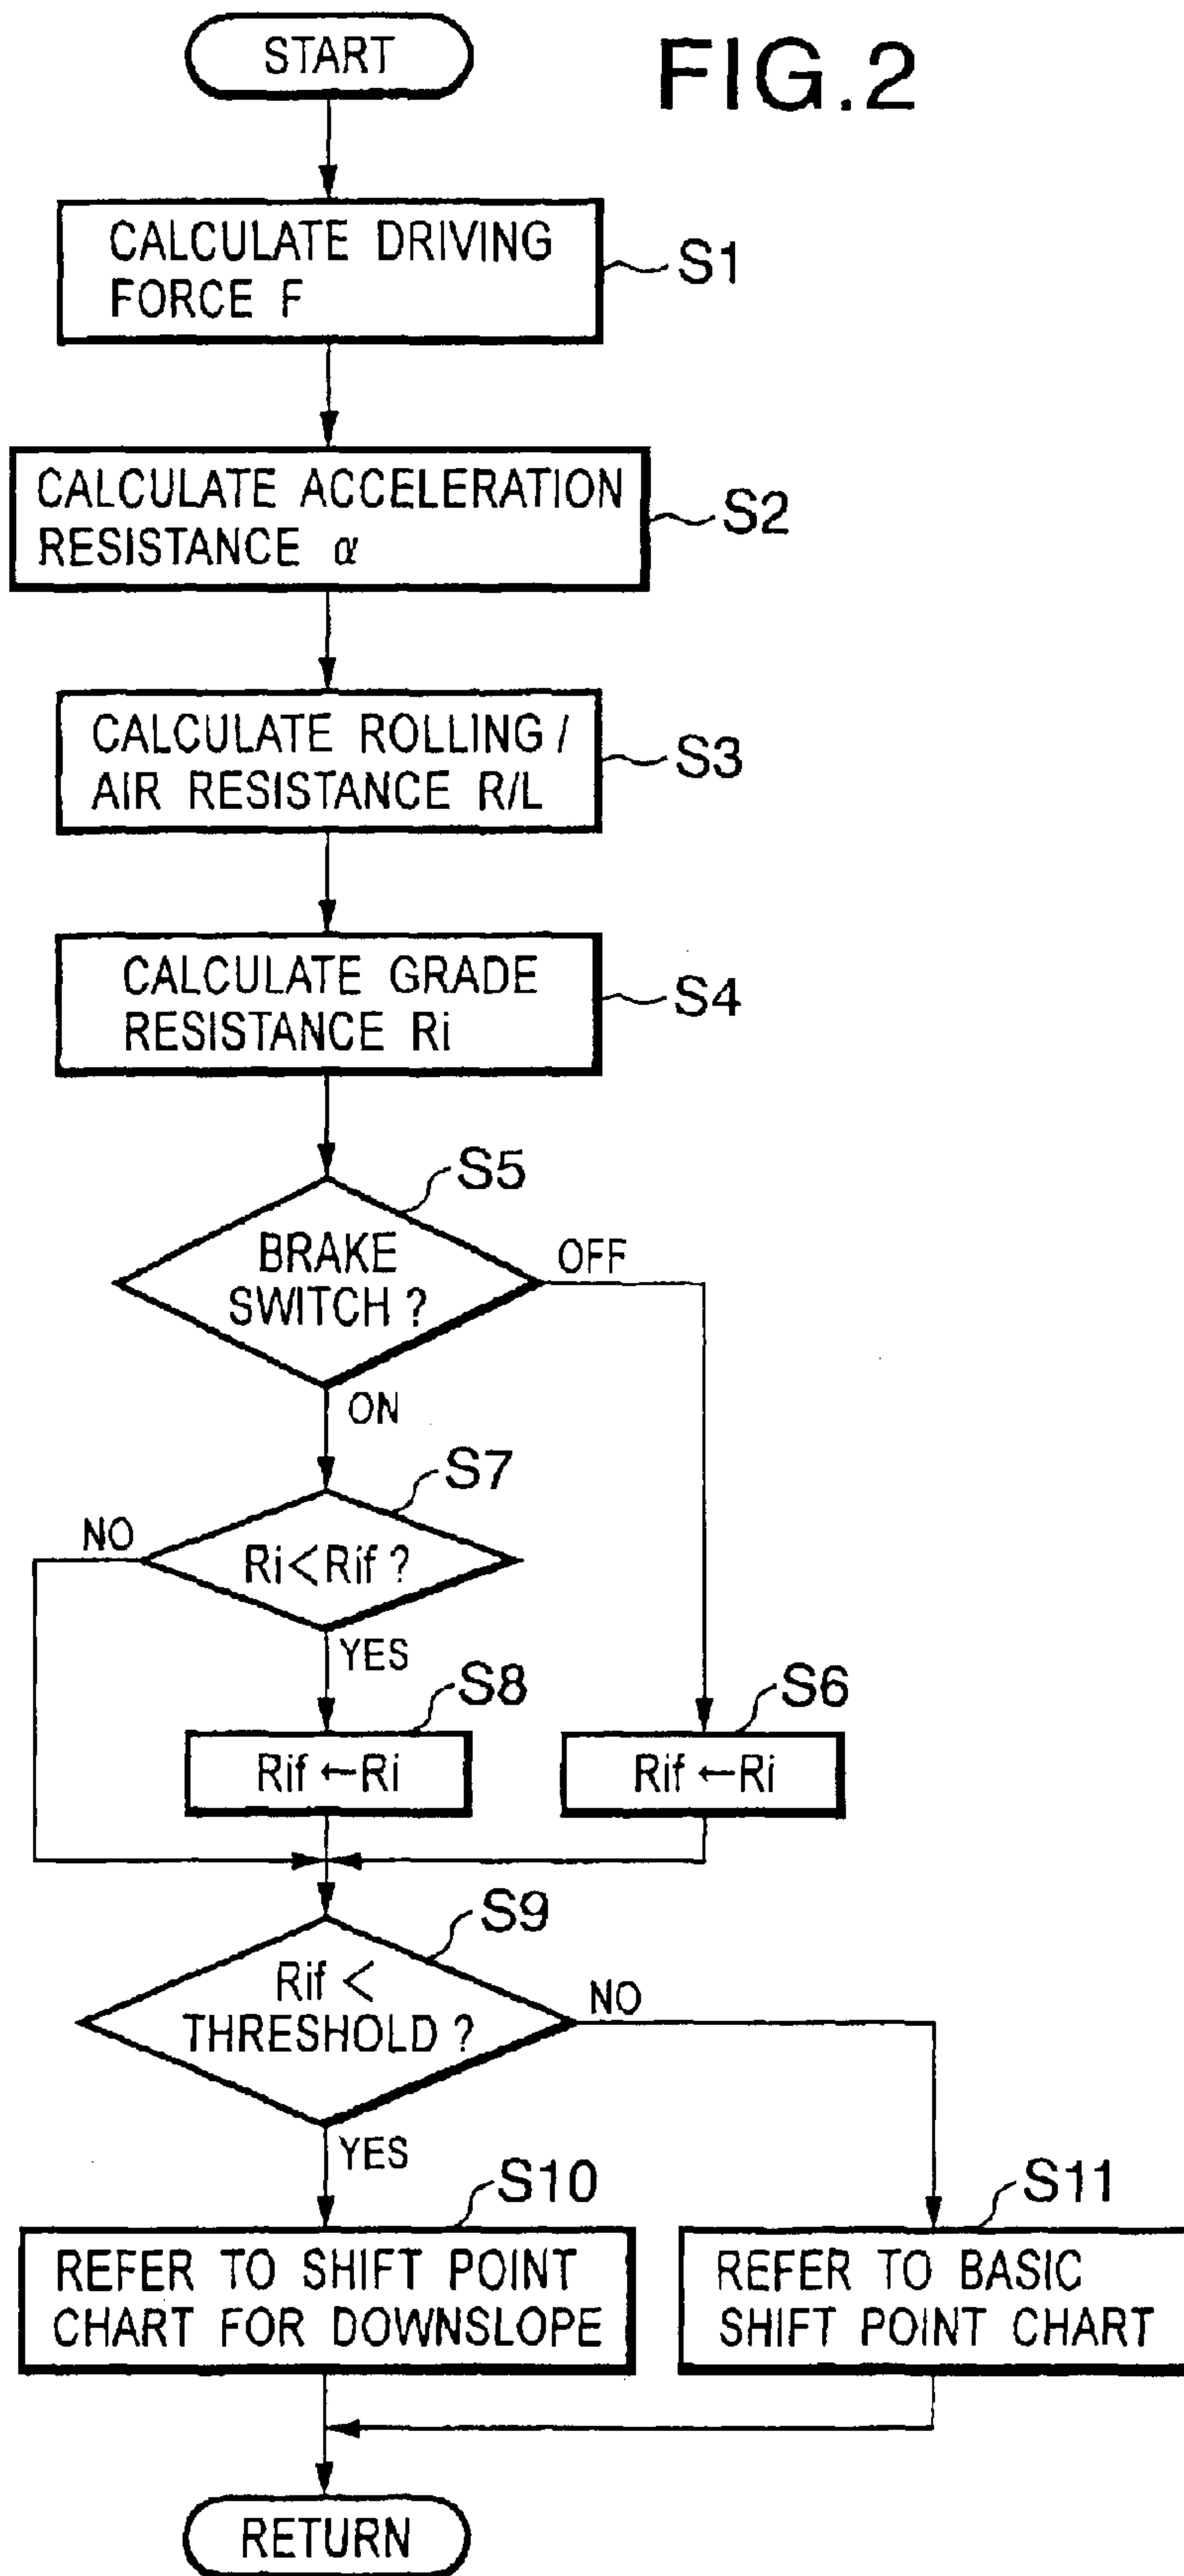 FIG.2
START
CALCULATE DRIVING
FORCE F
S1
CALCULATE ACCELERATION
RESISTANCE α
S2
CALCULATE ROLLING /
AIR RESISTANCE R/L
S3
CALCULATE GRADE
RESISTANCE Ri
S4
S5
BRAKE
SWITCH ?
OFF
ON
S7
NO
Ri<Rif ?
YES
S8
Rif ←Ri
S6
Rif ←Ri
S9
Rif <
THRESHOLD ?
NO
YES
S10
REFER TO SHIFT POINT
CHART FOR DOWNSLOPE
S11
REFER TO BASIC
SHIFT POINT CHART
RETURN